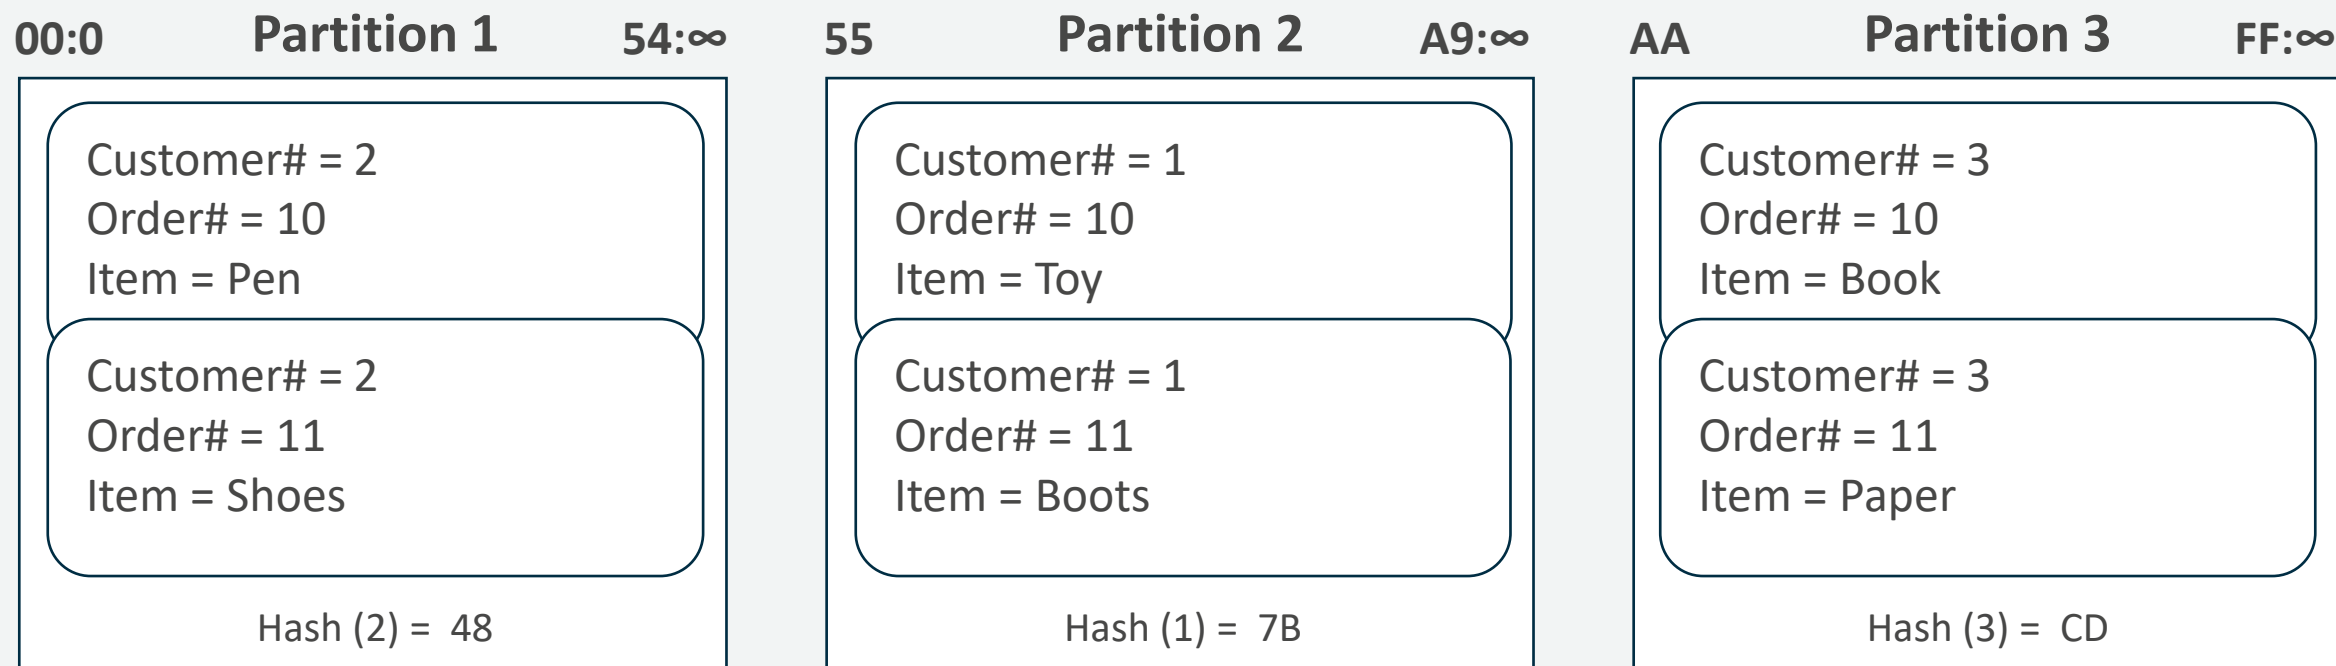 00:0 Partition 1 54:∞
Customer# = 2
Order# = 10
Item = Pen
Customer# = 2
Order# = 11
Item = Shoes
Hash (2) = 48
55 Partition 2 A9:∞
Customer# = 1
Order# = 10
Item = Toy
Customer# = 1
Order# = 11
Item = Boots
Hash (1) = 7B
AA Partition 3 FF:∞
Customer# = 3
Order# = 10
Item = Book
Customer# = 3
Order# = 11
Item = Paper
Hash (3) = CD